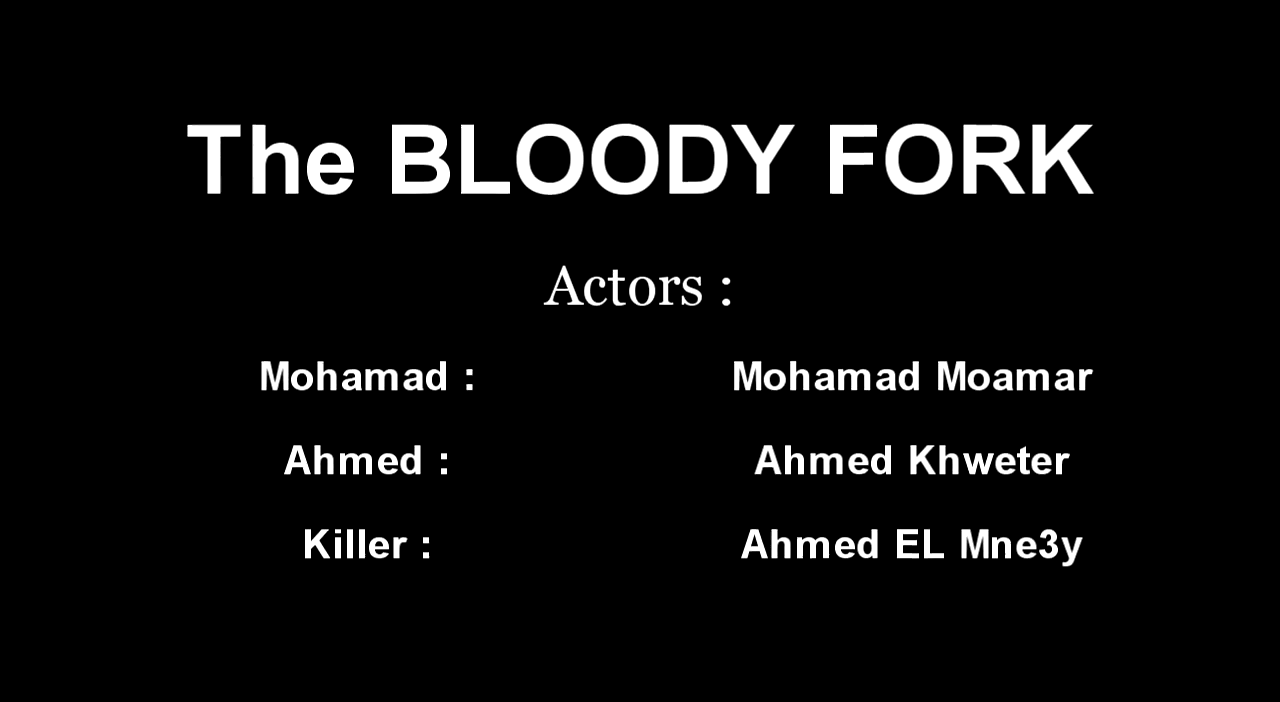 The BLOODY FORK
Actors :
Mohamad : Mohamad Moamar
Ahmed : Ahmed Khweter
Killer : Ahmed EL Mne3y